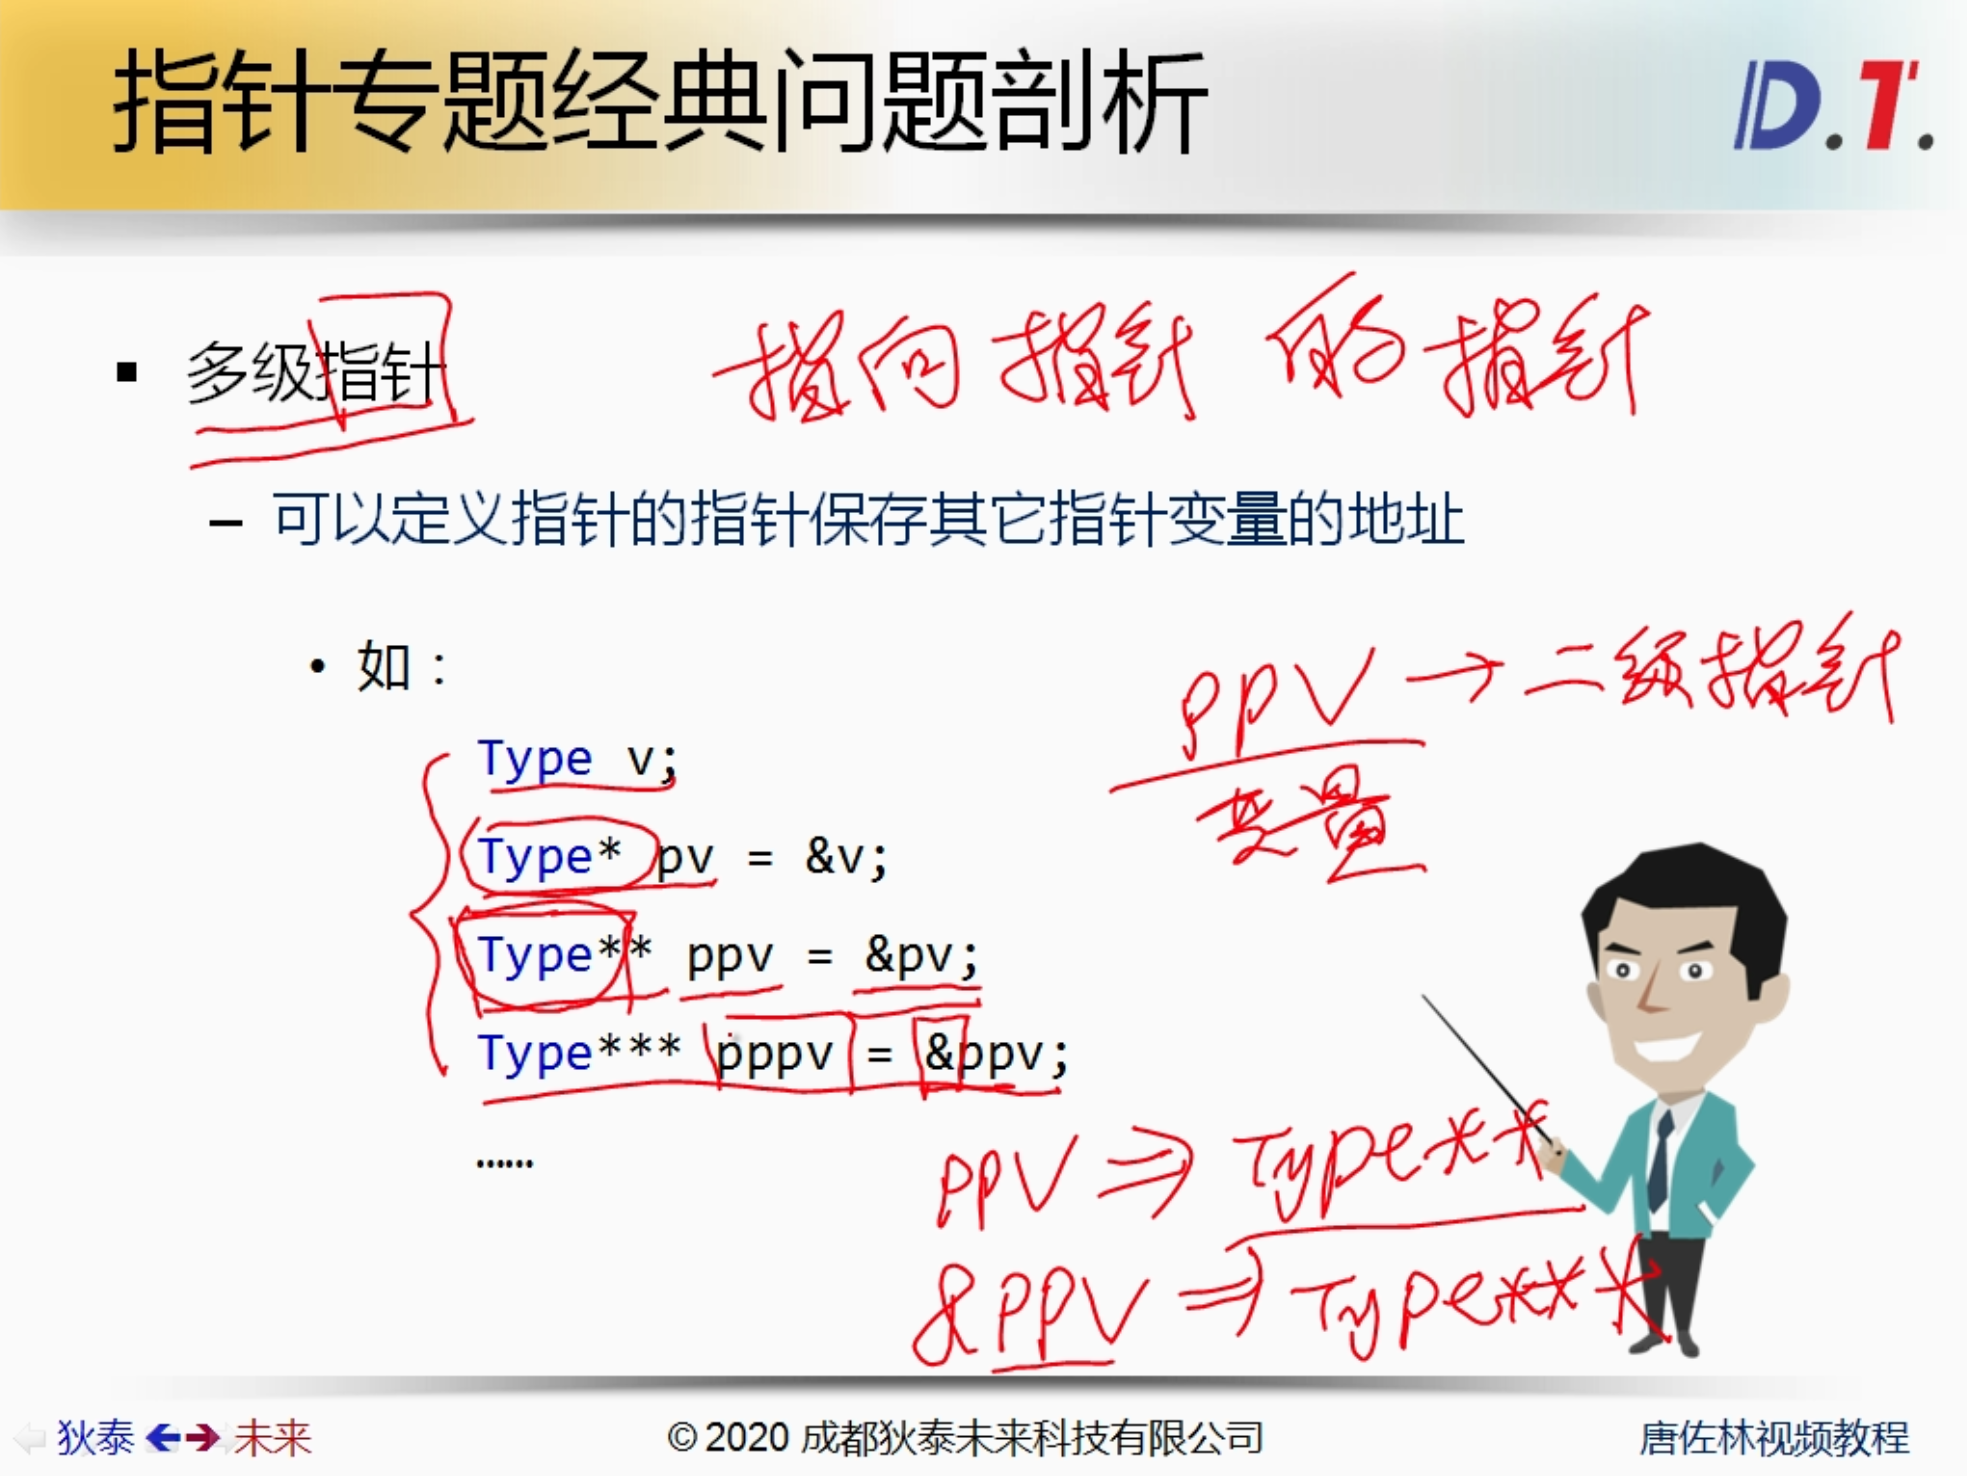 指针专题经典问题剖析
D.T.
多级指针
指向指针的指针
– 可以定义指针的指针保存其它指针变量的地址
• 如：
ppv → 二级指针
变量
Type v;
Type* pv = &v;
Type** ppv = &pv;
Type*** pppv = &ppv;
......
ppv ⇒ Type**
&ppv ⇒ Type***
狄泰 未来
© 2020 成都狄泰未来科技有限公司
唐佐林视频教程